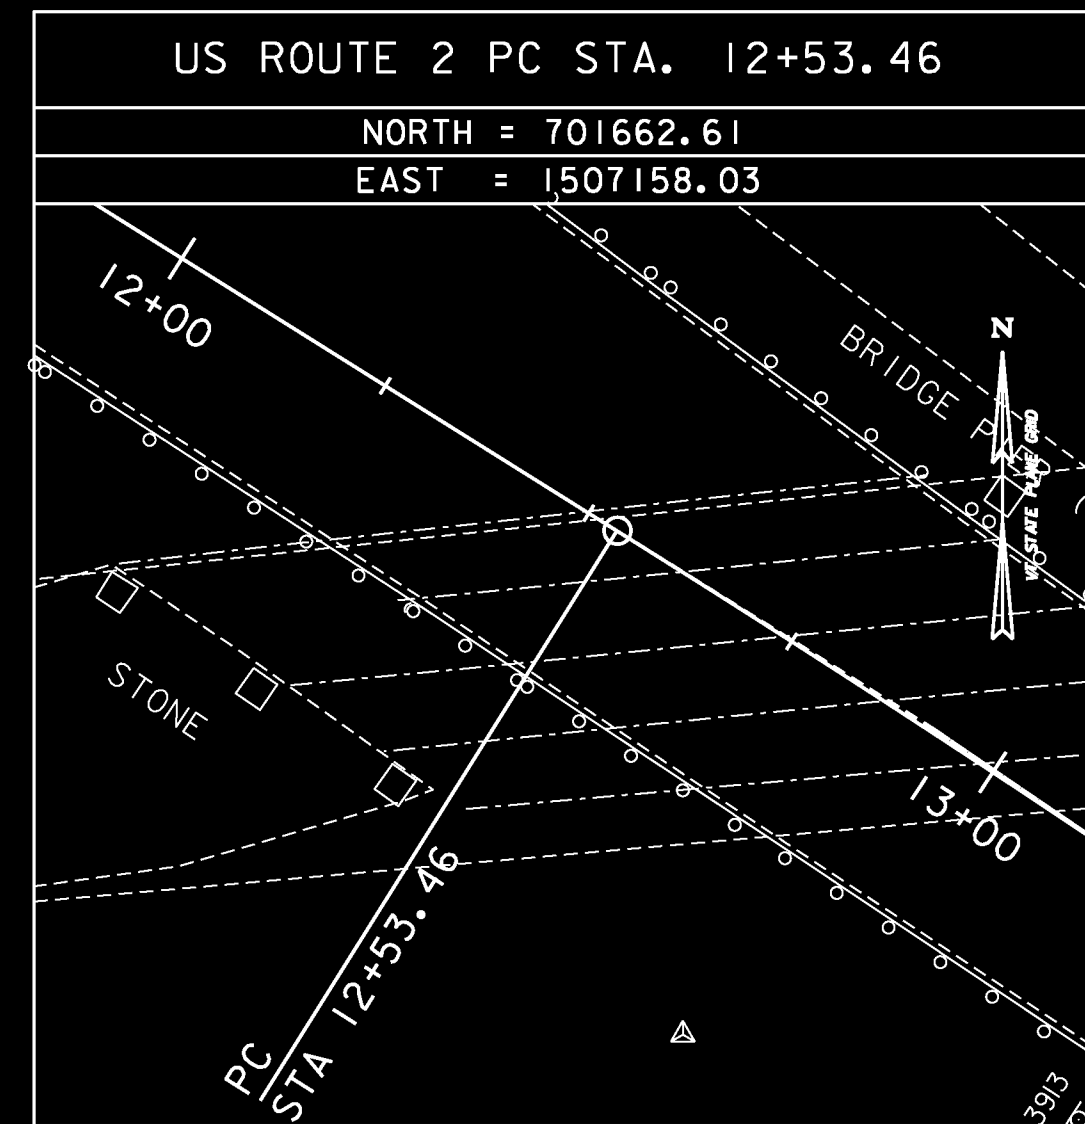 US ROUTE 2 PC STA. 12+53.46
NORTH = 701662.61
EAST = 1507158.03
12+00
BRIDGE
N
VT STATE PLANE GRID
STONE
13+00
PC
STA 12+53.46
3913